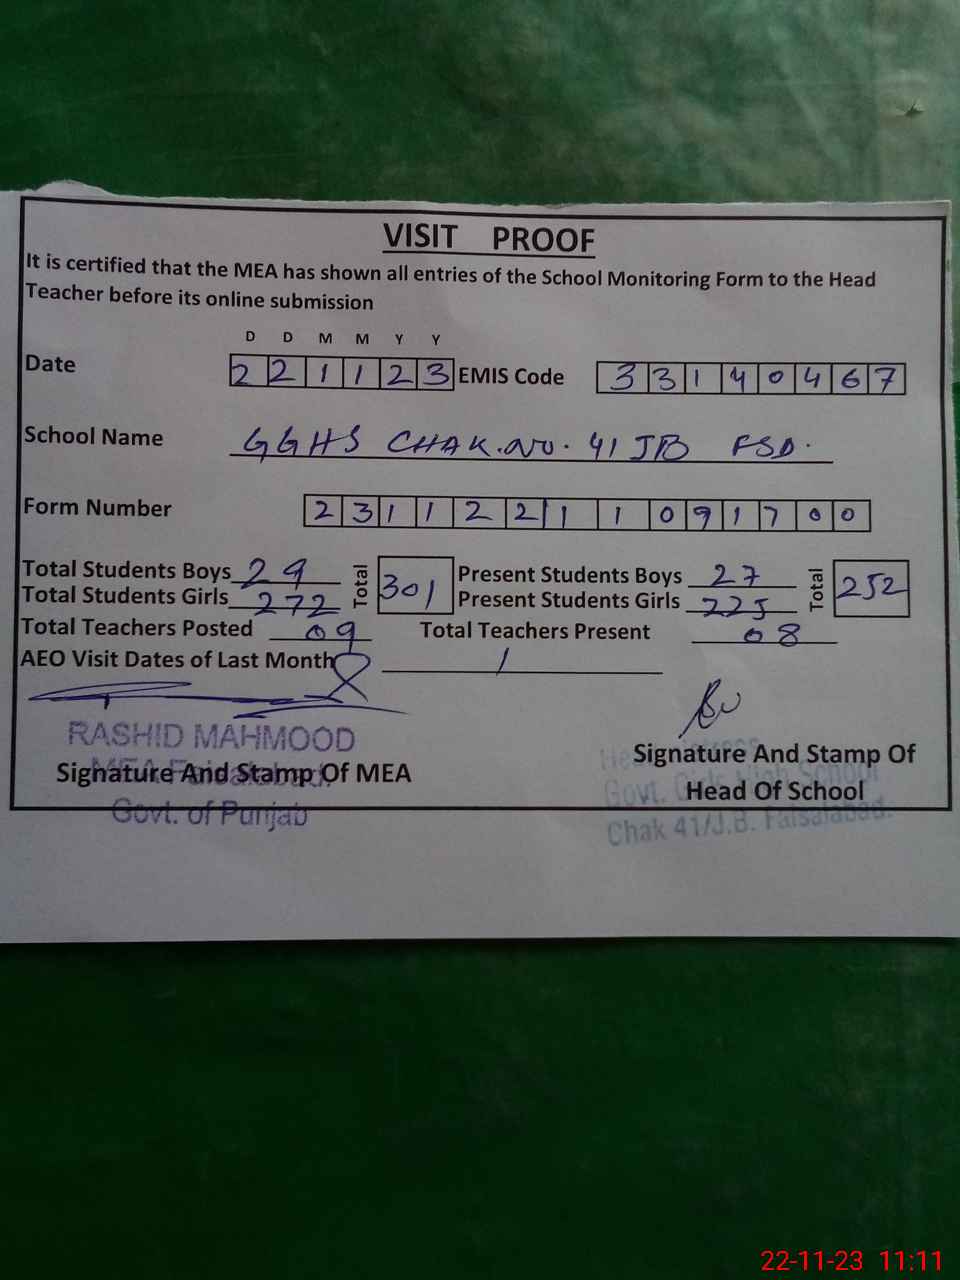 VISIT PROOF
It is certified that the MEA has shown all entries of the School Monitoring Form to the Head
Teacher before its online submission
D D M M Y Y
Date 2 2 1 1 2 3 EMIS Code 3 3 1 4 0 4 6 7
School Name GGHS CHAK.NO. 41 JB FSD.
Form Number 2 3 1 1 2 2 1 1 0 9 1 7 0 0
Total Students Boys 29 Total 301 Present Students Boys 27 Total 252
Total Students Girls 272 Present Students Girls 225
Total Teachers Posted 09 Total Teachers Present 08
AEO Visit Dates of Last Month /
RASHID MAHMOOD
MEA Faisalabad.
Signature And Stamp Of MEA
Govt. of Punjab
Signature And Stamp Of
Head Of School
Govt. Girls High School
Chak 41/J.B. Faisalabad.
22-11-23 11:11